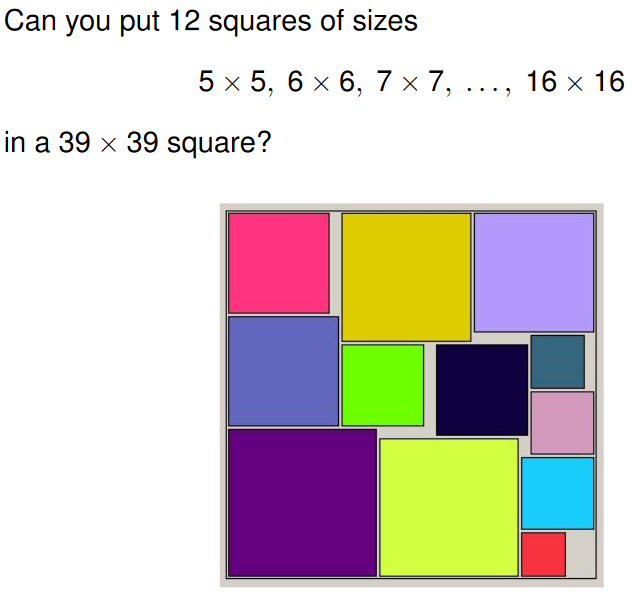 Can you put 12 squares of sizes
5 × 5, 6 × 6, 7 × 7, . . . , 16 × 16
in a 39 × 39 square?